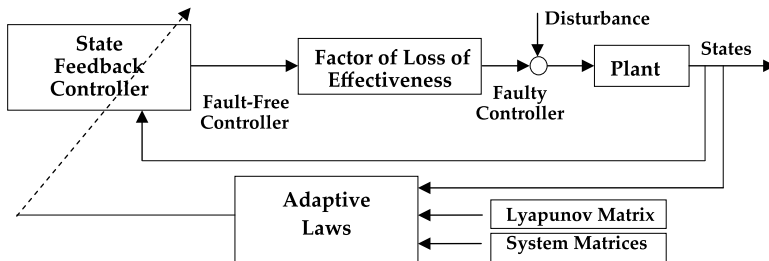 Disturbance
State
Feedback
Controller
Factor of Loss of
Effectiveness
Plant
States
Fault-Free
Controller
Faulty
Controller
Adaptive
Laws
Lyapunov Matrix
System Matrices